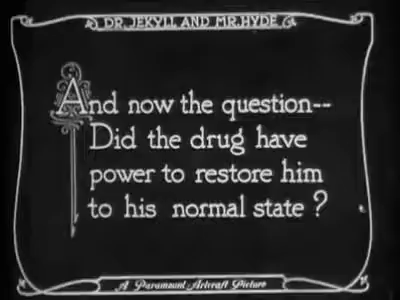 DR. JEKYLL AND MR. HYDE
And now the question--
Did the drug have
power to restore him
to his normal state?
A Paramount Artcraft Picture